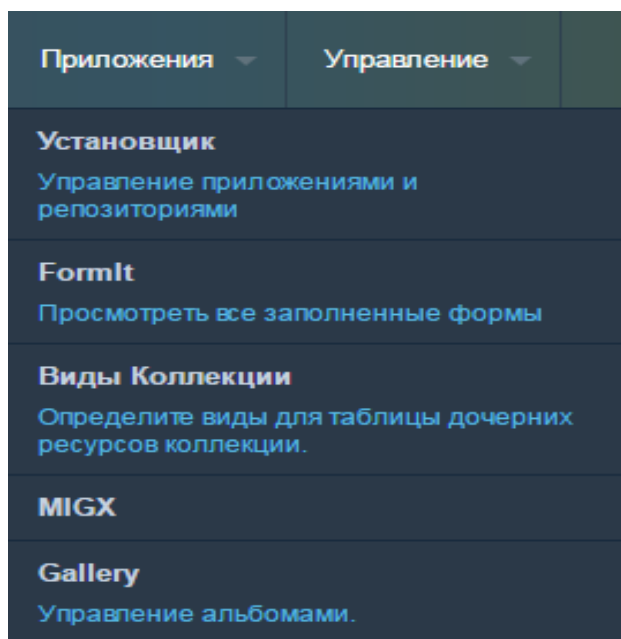 Приложения Управление
Установщик
Управление приложениями и
репозиториями
FormIt
Просмотреть все заполненные формы
Виды Коллекции
Определите виды для таблицы дочерних
ресурсов коллекции.
MIGX
Gallery
Управление альбомами.